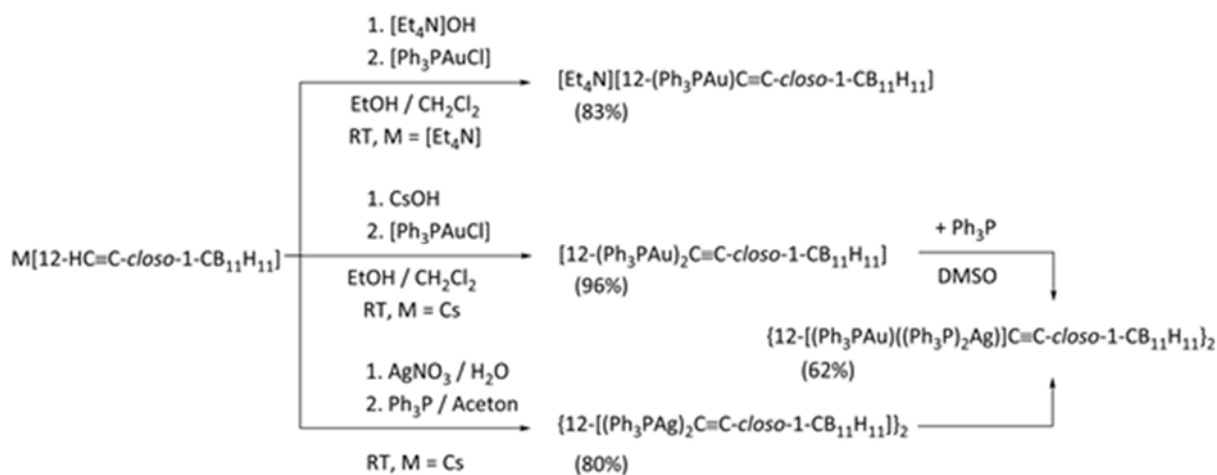 1. [Et₄N]OH
2. [Ph₃PAuCl]
EtOH / CH₂Cl₂
RT, M = [Et₄N]
[Et₄N][12-(Ph₃PAu)C≡C-closo-1-CB₁₁H₁₁]
(83%)
M[12-HC≡C-closo-1-CB₁₁H₁₁]
1. CsOH
2. [Ph₃PAuCl]
EtOH / CH₂Cl₂
RT, M = Cs
[12-(Ph₃PAu)₂C≡C-closo-1-CB₁₁H₁₁]
(96%)
+ Ph₃P
DMSO
{12-[(Ph₃PAu)((Ph₃P)₂Ag)]C≡C-closo-1-CB₁₁H₁₁}₂
(62%)
1. AgNO₃ / H₂O
2. Ph₃P / Aceton
RT, M = Cs
{12-[(Ph₃PAg)₂C≡C-closo-1-CB₁₁H₁₁]}₂
(80%)